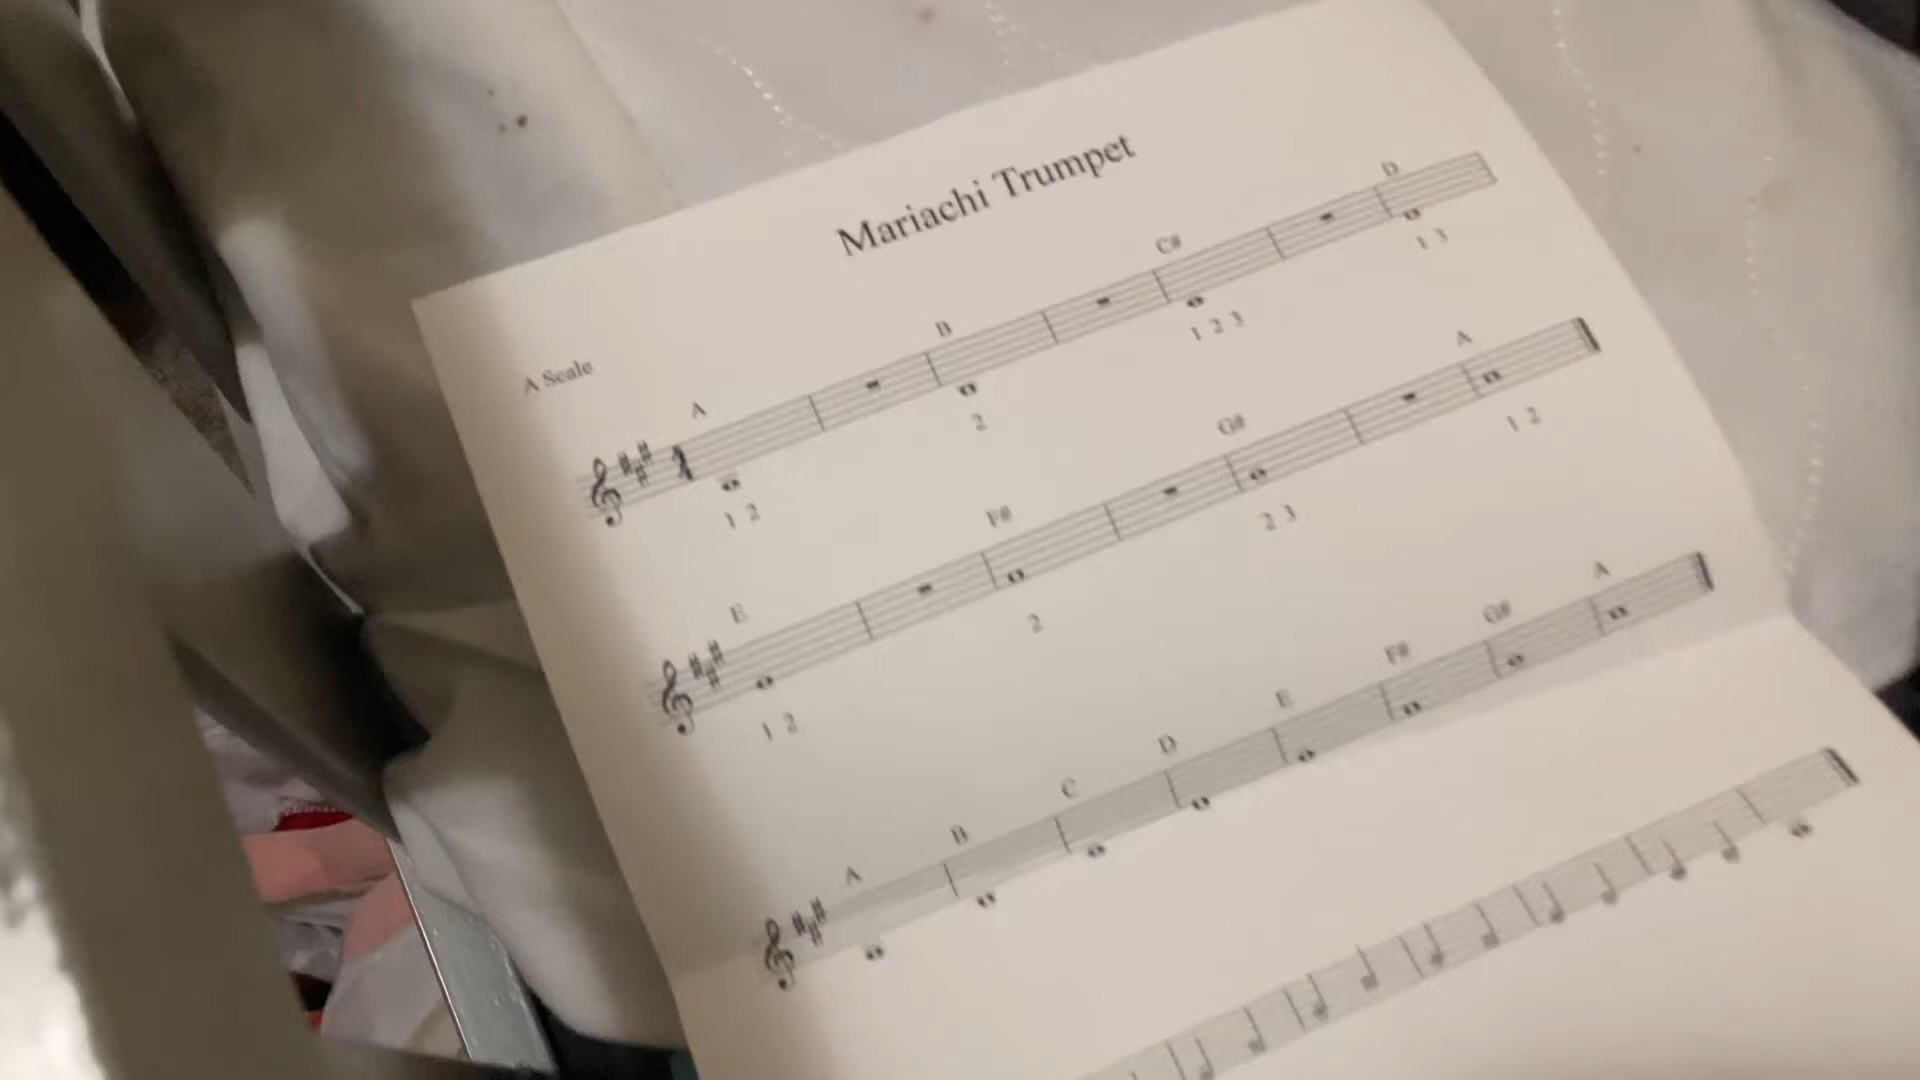 Mariachi Trumpet
A Scale
A B C# D
1 2 2 1 2 3 1 3
E F# G# A
1 2 2 2 3 1 2
A B C D E F# G# A